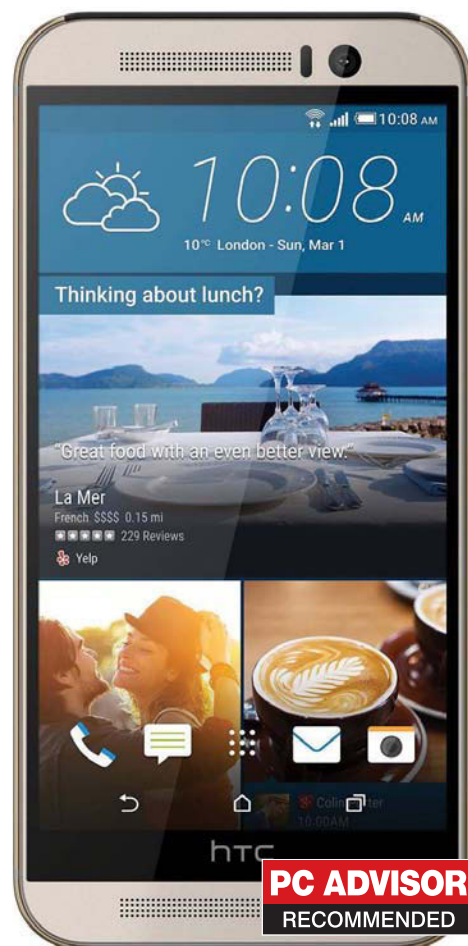 10:08 AM
10:08 AM
10°C London - Sun, Mar 1
Thinking about lunch?
"Great food with an even better view."
La Mer
French $$$$ 0.15 mi
229 Reviews
Yelp
10:00AM
hTC
PC ADVISOR
RECOMMENDED